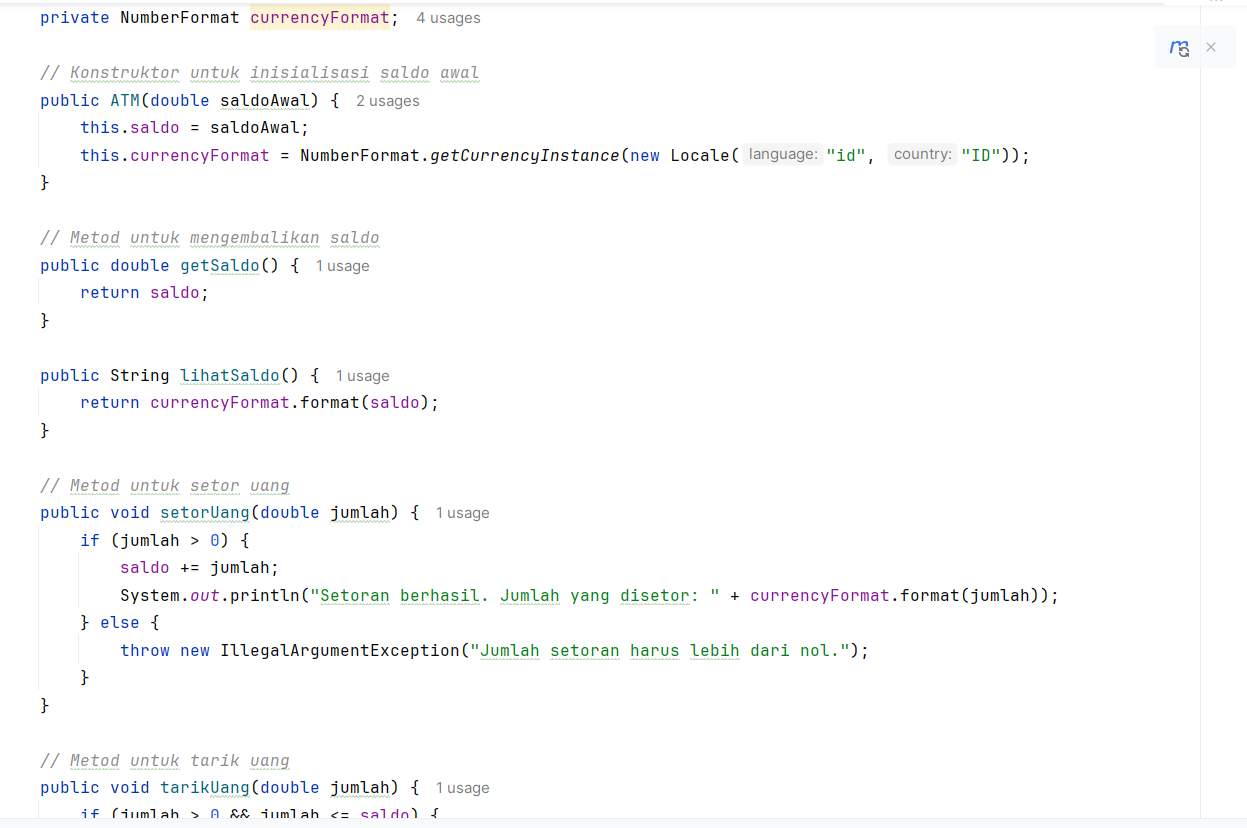 private NumberFormat currencyFormat; 4 usages
// Konstruktor untuk inisialisasi saldo awal
public ATM(double saldoAwal) { 2 usages
this.saldo = saldoAwal;
this.currencyFormat = NumberFormat.getCurrencyInstance(new Locale( language: "id", country: "ID"));
}
// Metod untuk mengembalikan saldo
public double getSaldo() { 1 usage
return saldo;
}
public String lihatSaldo() { 1 usage
return currencyFormat.format(saldo);
}
// Metod untuk setor uang
public void setorUang(double jumlah) { 1 usage
if (jumlah > 0) {
saldo += jumlah;
System.out.println("Setoran berhasil. Jumlah yang disetor: " + currencyFormat.format(jumlah));
} else {
throw new IllegalArgumentException("Jumlah setoran harus lebih dari nol.");
}
}
// Metod untuk tarik uang
public void tarikUang(double jumlah) { 1 usage
if (jumlah > 0 && jumlah <= saldo) {